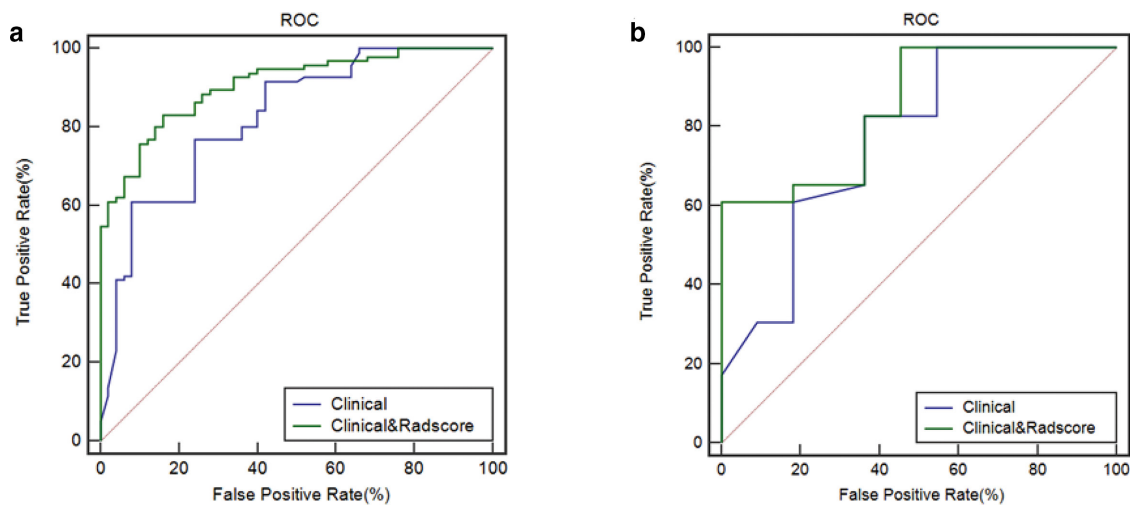 a
ROC
True Positive Rate(%)
100
80
60
40
20
0
Clinical
Clinical&Radscore
0 20 40 60 80 100
False Positive Rate(%)
b
ROC
True Positive Rate(%)
100
80
60
40
20
0
Clinical
Clinical&Radscore
0 20 40 60 80 100
False Positive Rate(%)